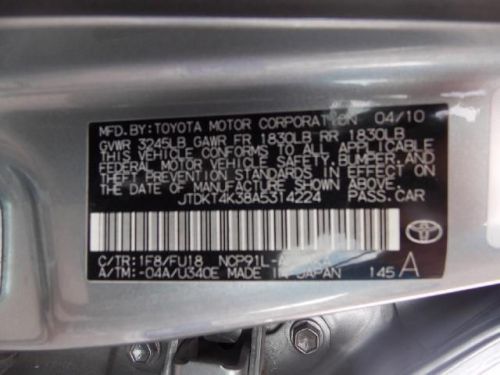 MFD.BY:TOYOTA MOTOR CORPORATION 04/10
GVWR 3245LB GAWR FR 1830LB RR 1830LB
THIS VEHICLE CONFORMS TO ALL APPLICABLE
FEDERAL MOTOR VEHICLE SAFETY, BUMPER, AND
THEFT PREVENTION STANDARDS IN EFFECT ON
THE DATE OF MANUFACTURE SHOWN ABOVE.
JTDKT4K38A5314224 PASS.CAR
C/TR:1F8/FU18 NCP91L-
A/TM:-04A/U340E MADE IN JAPAN 145 A
TOYOTA